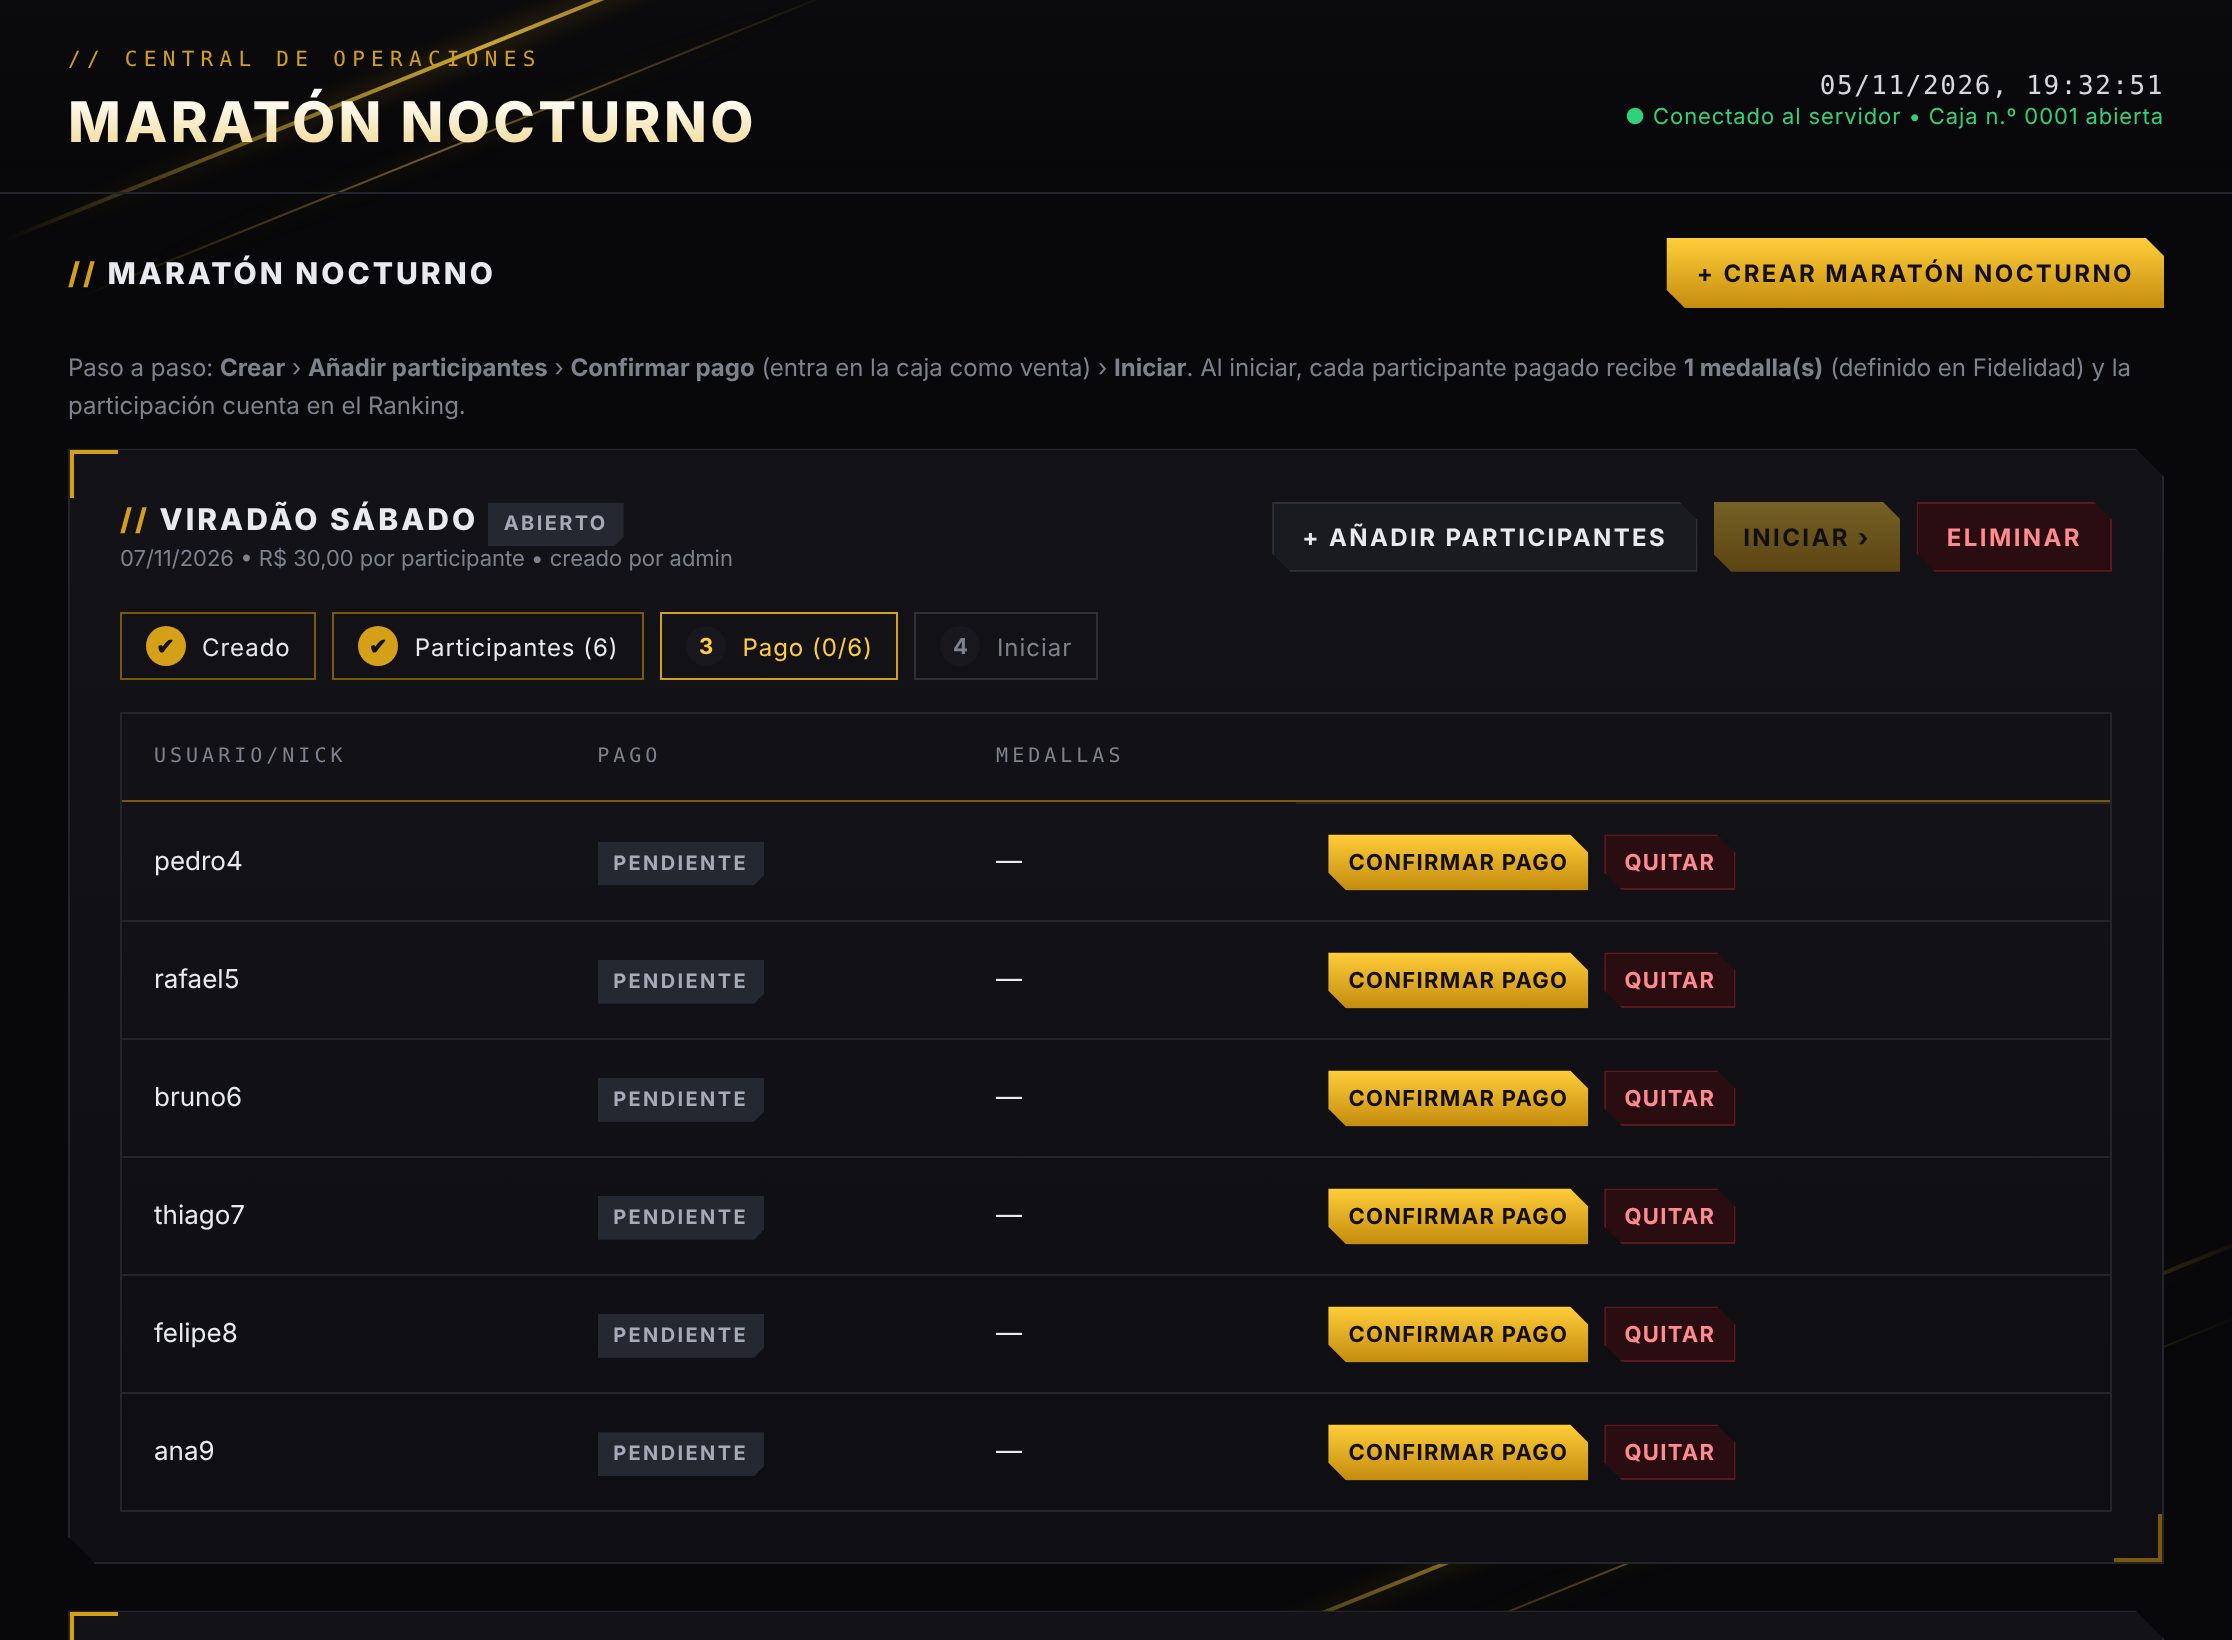 // CENTRAL DE OPERACIONES
MARATÓN NOCTURNO
05/11/2026, 19:32:51
Conectado al servidor • Caja n.º 0001 abierta
// MARATÓN NOCTURNO
+ CREAR MARATÓN NOCTURNO
Paso a paso: Crear › Añadir participantes › Confirmar pago (entra en la caja como venta) › Iniciar. Al iniciar, cada participante pagado recibe 1 medalla(s) (definido en Fidelidad) y la
participación cuenta en el Ranking.
// VIRADÃO SÁBADO ABIERTO
07/11/2026 • R$ 30,00 por participante • creado por admin
+ AÑADIR PARTICIPANTES INICIAR › ELIMINAR
✔ Creado ✔ Participantes (6) 3 Pago (0/6) 4 Iniciar
USUARIO/NICK PAGO MEDALLAS
pedro4 PENDIENTE — CONFIRMAR PAGO QUITAR
rafael5 PENDIENTE — CONFIRMAR PAGO QUITAR
bruno6 PENDIENTE — CONFIRMAR PAGO QUITAR
thiago7 PENDIENTE — CONFIRMAR PAGO QUITAR
felipe8 PENDIENTE — CONFIRMAR PAGO QUITAR
ana9 PENDIENTE — CONFIRMAR PAGO QUITAR